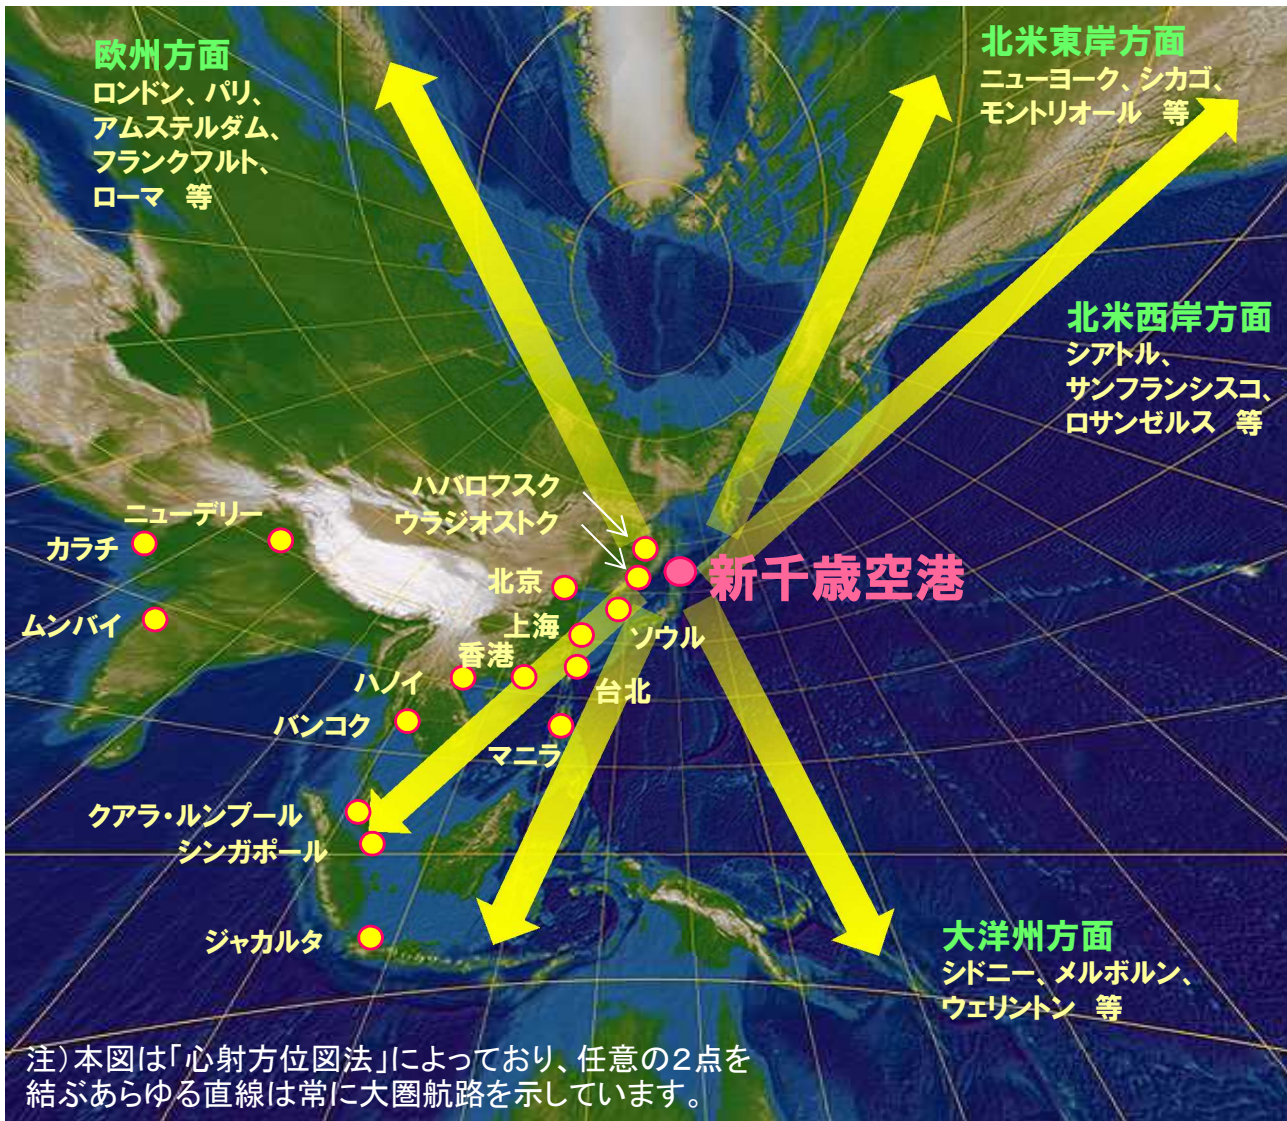 欧州方面
ロンドン、パリ、
アムステルダム、
フランクフルト、
ローマ 等
北米東岸方面
ニューヨーク、シカゴ、
モントリオール 等
北米西岸方面
シアトル、
サンフランシスコ、
ロサンゼルス 等
ハバロフスク
ウラジオストク
ニューデリー
カラチ
北京
新千歳空港
ムンバイ
上海
ソウル
香港
ハノイ
台北
バンコク
マニラ
クアラ・ルンプール
シンガポール
ジャカルタ
大洋州方面
シドニー、メルボルン、
ウェリントン 等
注)本図は「心射方位図法」によっており、任意の2点を
結ぶあらゆる直線は常に大圏航路を示しています。